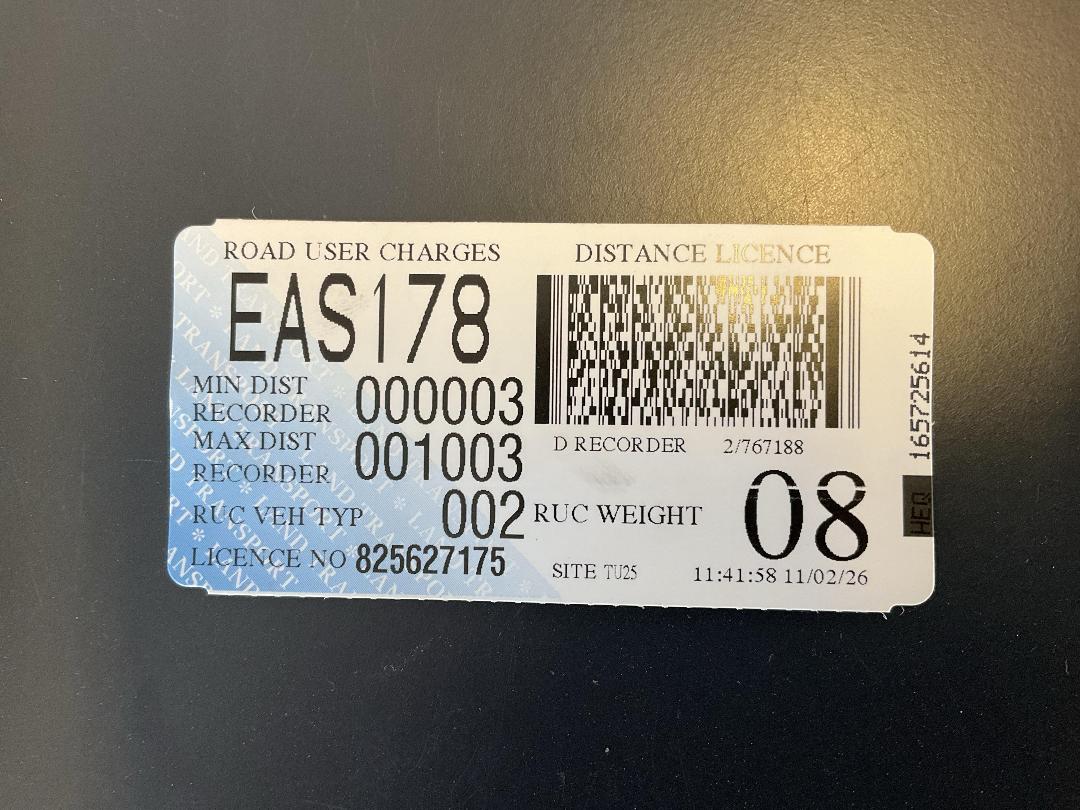 ROAD USER CHARGES
EAS178
MIN DIST
RECORDER 000003
MAX DIST
RECORDER 001003
RUC VEH TYP 002
LICENCE NO 825627175
DISTANCE LICENCE
D RECORDER 2/767188
RUC WEIGHT 08
SITE TU25 11:41:58 11/02/26
165725614
HEQ